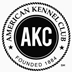 AMERICAN KENNEL CLUB
AKC
FOUNDED 1884